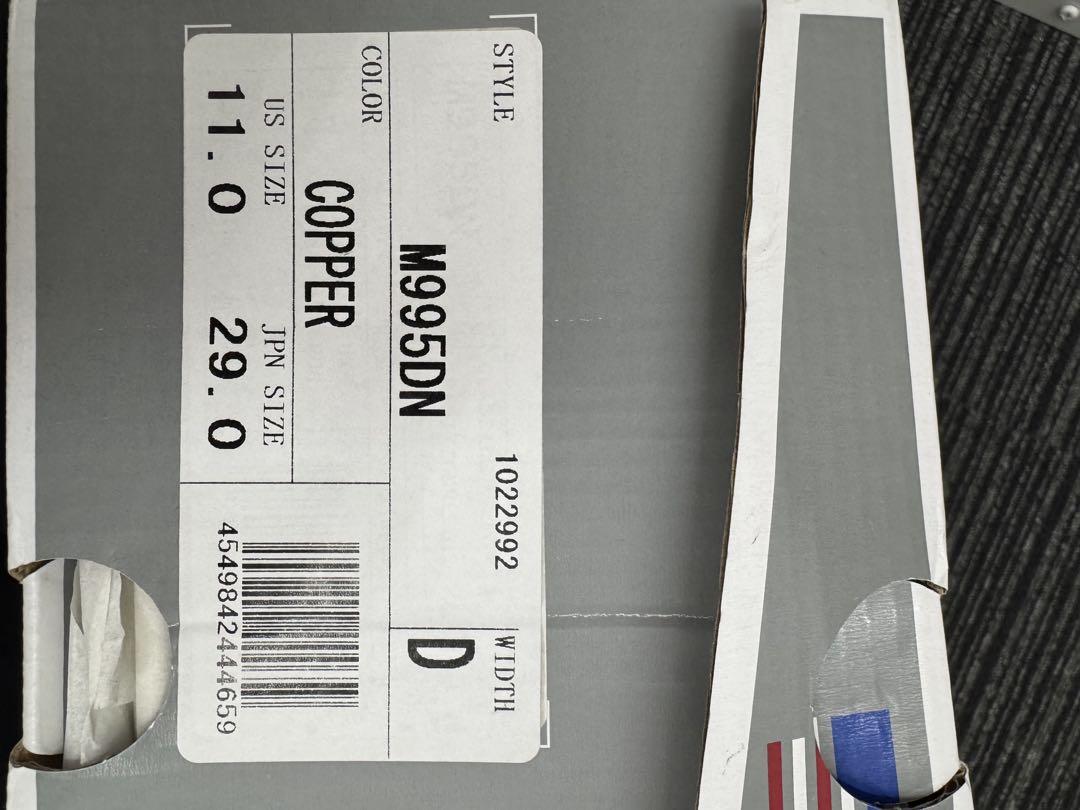 STYLE 1022992 WIDTH
M995DN D
COLOR
COPPER
US SIZE JPN SIZE
11.0 29.0
4549842444659